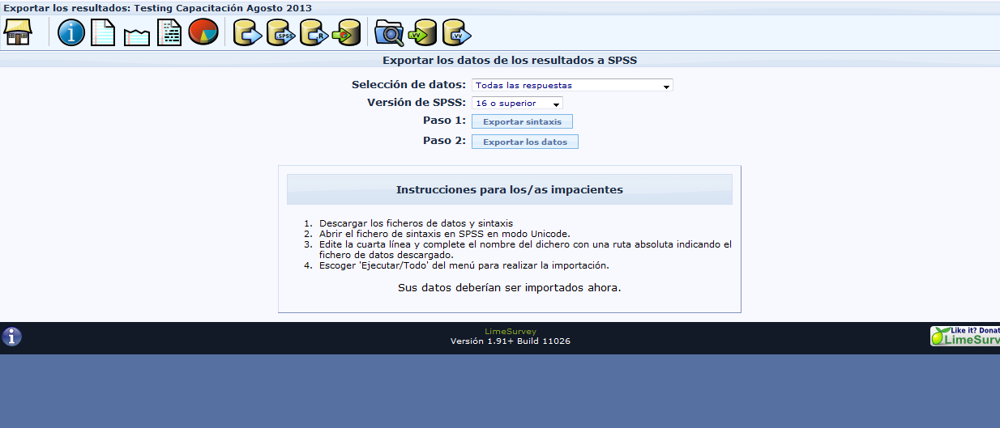 Exportar los resultados: Testing Capacitación Agosto 2013
.SPSS
.R
.VV
.VV
Exportar los datos de los resultados a SPSS
Selección de datos: Todas las respuestas
Versión de SPSS: 16 o superior
Paso 1: Exportar sintaxis
Paso 2: Exportar los datos
Instrucciones para los/as impacientes
1. Descargar los ficheros de datos y sintaxis
2. Abrir el fichero de sintaxis en SPSS en modo Unicode.
3. Edite la cuarta línea y complete el nombre del dichero con una ruta absoluta indicando el
fichero de datos descargado.
4. Escoger 'Ejecutar/Todo' del menú para realizar la importación.
Sus datos deberían ser importados ahora.
LimeSurvey
Versión 1.91+ Build 11026
Like it? Donat
LimeSurv